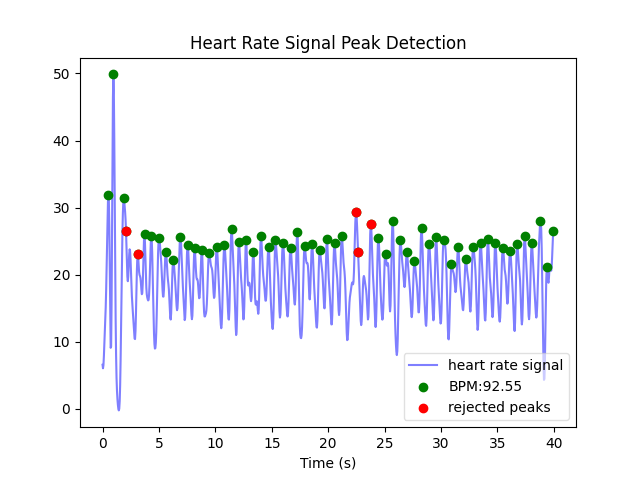 Heart Rate Signal Peak Detection
50
40
30
20
10
0
0 5 10 15 20 25 30 35 40
Time (s)
heart rate signal
BPM:92.55
rejected peaks